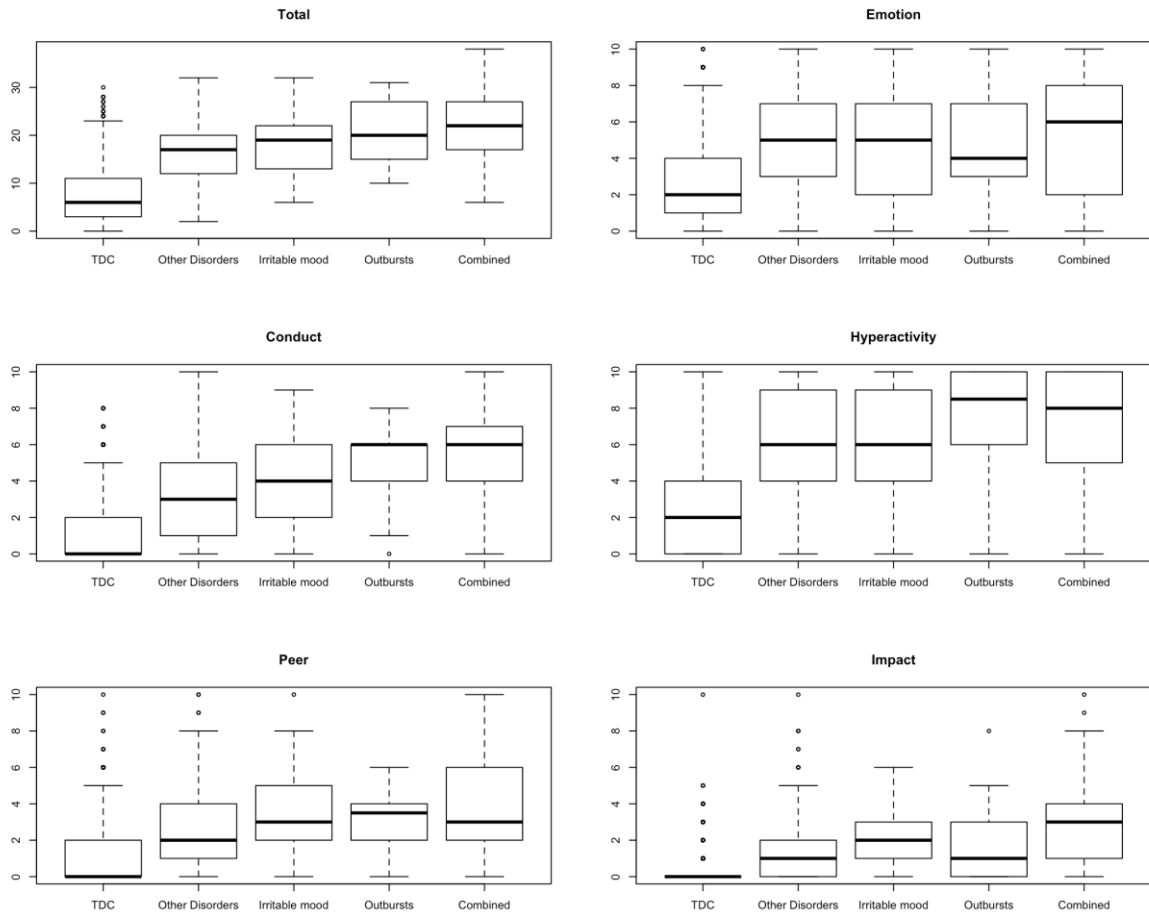 Total
30
20
10
0
TDC Other Disorders Irritable mood Outbursts Combined
Emotion
10
8
6
4
2
0
TDC Other Disorders Irritable mood Outbursts Combined
Conduct
10
8
6
4
2
0
TDC Other Disorders Irritable mood Outbursts Combined
Hyperactivity
10
8
6
4
2
0
TDC Other Disorders Irritable mood Outbursts Combined
Peer
10
8
6
4
2
0
TDC Other Disorders Irritable mood Outbursts Combined
Impact
10
8
6
4
2
0
TDC Other Disorders Irritable mood Outbursts Combined